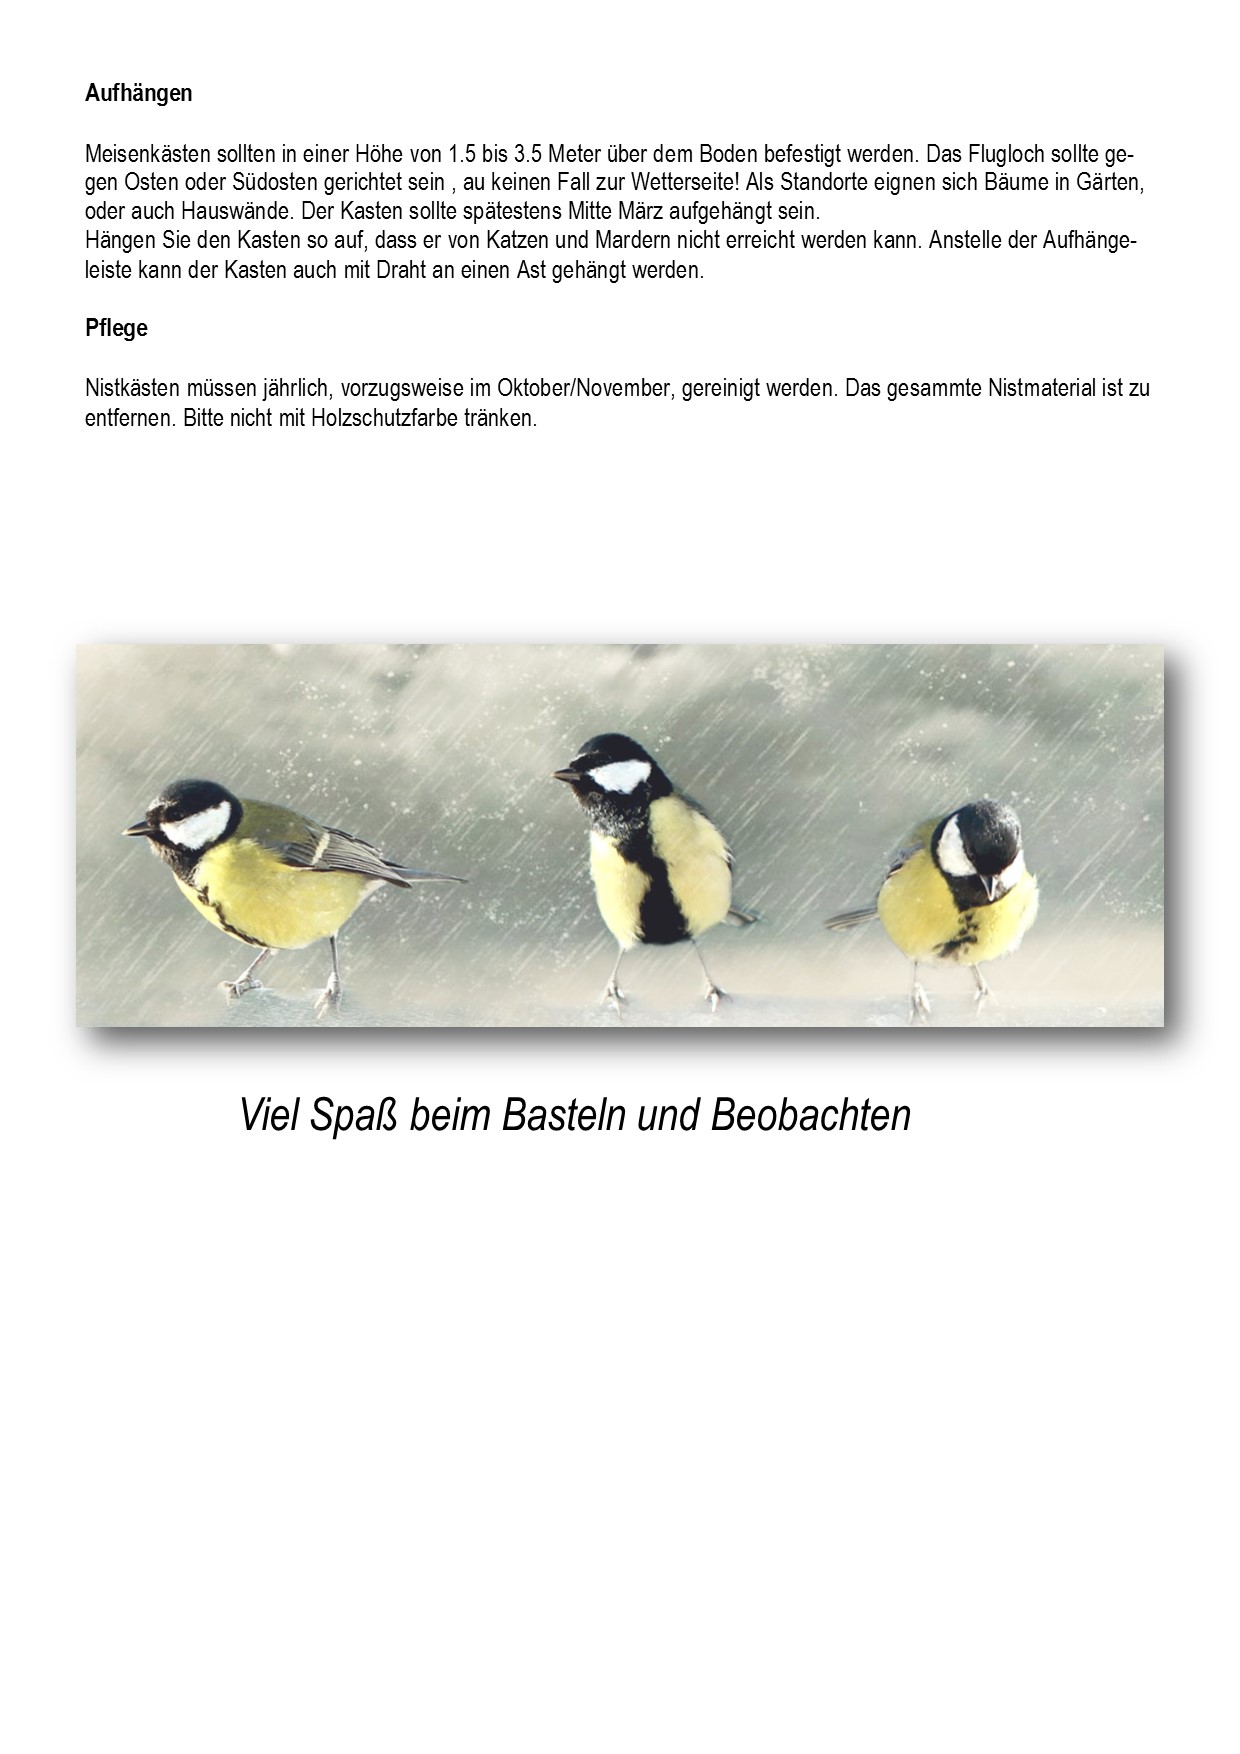 Aufhängen
Meisenkästen sollten in einer Höhe von 1.5 bis 3.5 Meter über dem Boden befestigt werden. Das Flugloch sollte ge-
gen Osten oder Südosten gerichtet sein , au keinen Fall zur Wetterseite! Als Standorte eignen sich Bäume in Gärten,
oder auch Hauswände. Der Kasten sollte spätestens Mitte März aufgehängt sein.
Hängen Sie den Kasten so auf, dass er von Katzen und Mardern nicht erreicht werden kann. Anstelle der Aufhänge-
leiste kann der Kasten auch mit Draht an einen Ast gehängt werden.
Pflege
Nistkästen müssen jährlich, vorzugsweise im Oktober/November, gereinigt werden. Das gesammte Nistmaterial ist zu
entfernen. Bitte nicht mit Holzschutzfarbe tränken.
Viel Spaß beim Basteln und Beobachten